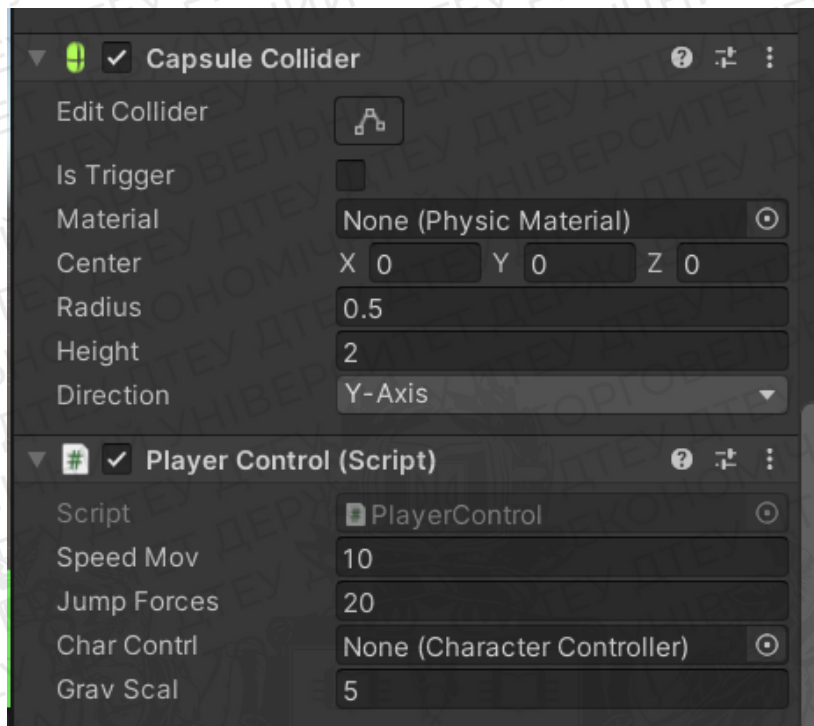 Capsule Collider
Edit Collider
Is Trigger
Material None (Physic Material)
Center X 0 Y 0 Z 0
Radius 0.5
Height 2
Direction Y-Axis
# Player Control (Script)
Script # PlayerControl
Speed Mov 10
Jump Forces 20
Char Contrl None (Character Controller)
Grav Scal 5